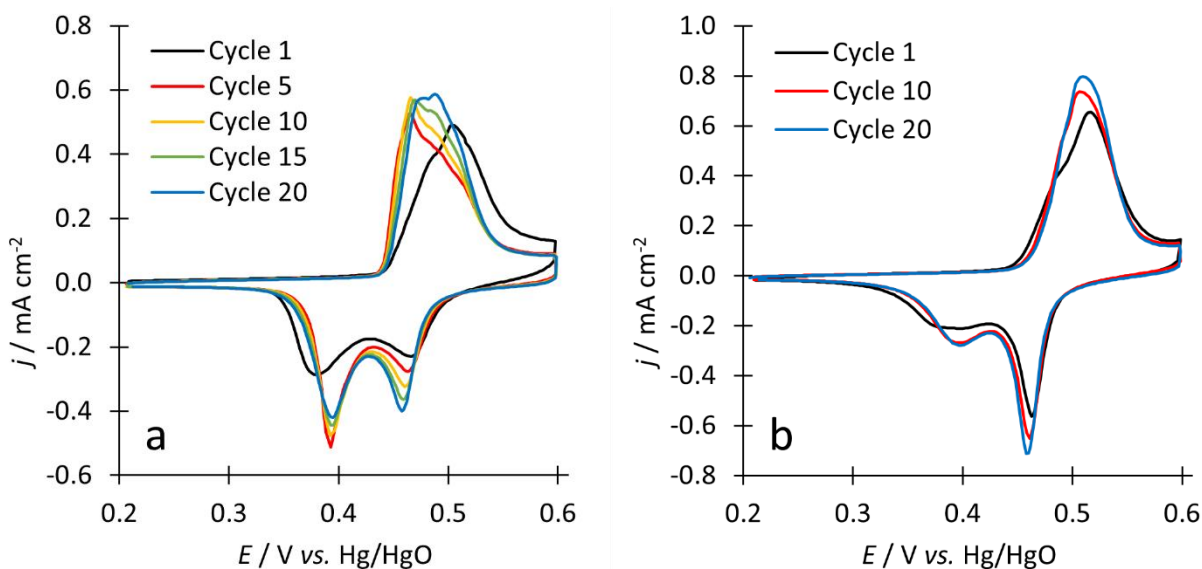 0.8
0.6
0.4
0.2
0.0
-0.2
-0.4
-0.6
j / mA cm⁻²
Cycle 1
Cycle 5
Cycle 10
Cycle 15
Cycle 20
a
0.2 0.3 0.4 0.5 0.6
E / V vs. Hg/HgO
1.0
0.8
0.6
0.4
0.2
0.0
-0.2
-0.4
-0.6
-0.8
j / mA cm⁻²
Cycle 1
Cycle 10
Cycle 20
b
0.2 0.3 0.4 0.5 0.6
E / V vs. Hg/HgO